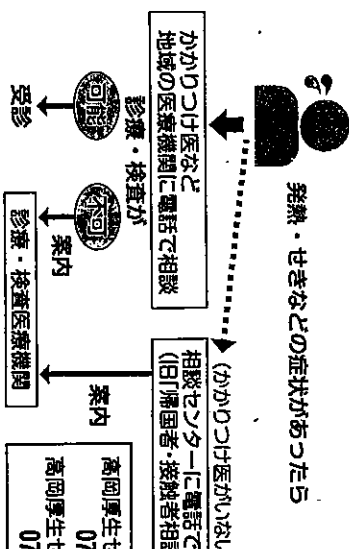 発熱・せきなどの症状があったら
かかりつけ医など
地域の医療機関に電話で相談
診療・検査が
可能
不可
受診
案内
診療・検査医療機関
(かかりつけ医がいな
相談センターに電話で
(旧「帰国者・接触者相談
案内
高岡厚生セ
07
高岡厚生セ
07